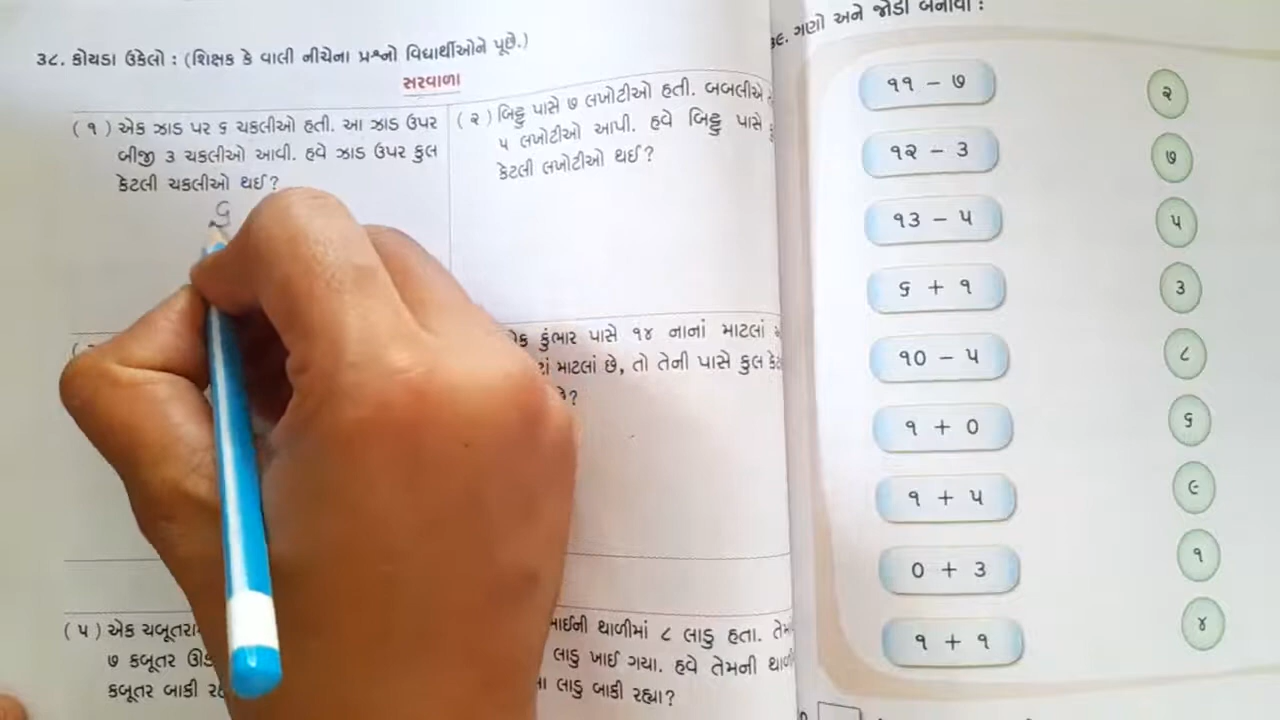 ૩૮. કોયડા ઉકેલો : (શિક્ષક કે વાલી નીચેના પ્રશ્નો વિદ્યાર્થીઓને પૂછે.)
સરવાળા
( ૧ ) એક ઝાડ પર ૬ ચકલીઓ હતી. આ ઝાડ ઉપર
બીજી ૩ ચકલીઓ આવી. હવે ઝાડ ઉપર કુલ
કેટલી ચકલીઓ થઈ?
૬
( ૨ ) બિટ્ટુ પાસે ૭ લખોટીઓ હતી. બબલીએ
૫ લખોટીઓ આપી. હવે બિટ્ટુ પાસે
કેટલી લખોટીઓ થઈ?
કુંભાર પાસે ૧૪ નાનાં માટલાં
માટલાં છે, તો તેની પાસે કુલ
( ૫ ) એક
૭ કબૂતર
કબૂતર બાકી
થાળીમાં ૮ લાડુ હતા.
લાડુ ખાઈ ગયા. હવે તેમની
લાડુ બાકી રહ્યા?
૩૯. ગણો અને જોડી બનાવો :
૧૧ – ૭
૨
૧૨ – ૩
૭
૧૩ – ૫
૫
૬ + ૧
૩
૧૦ – ૫
૮
૧ + ૦
૬
૧ + ૫
૯
૦ + ૩
૧
૧ + ૧
૪